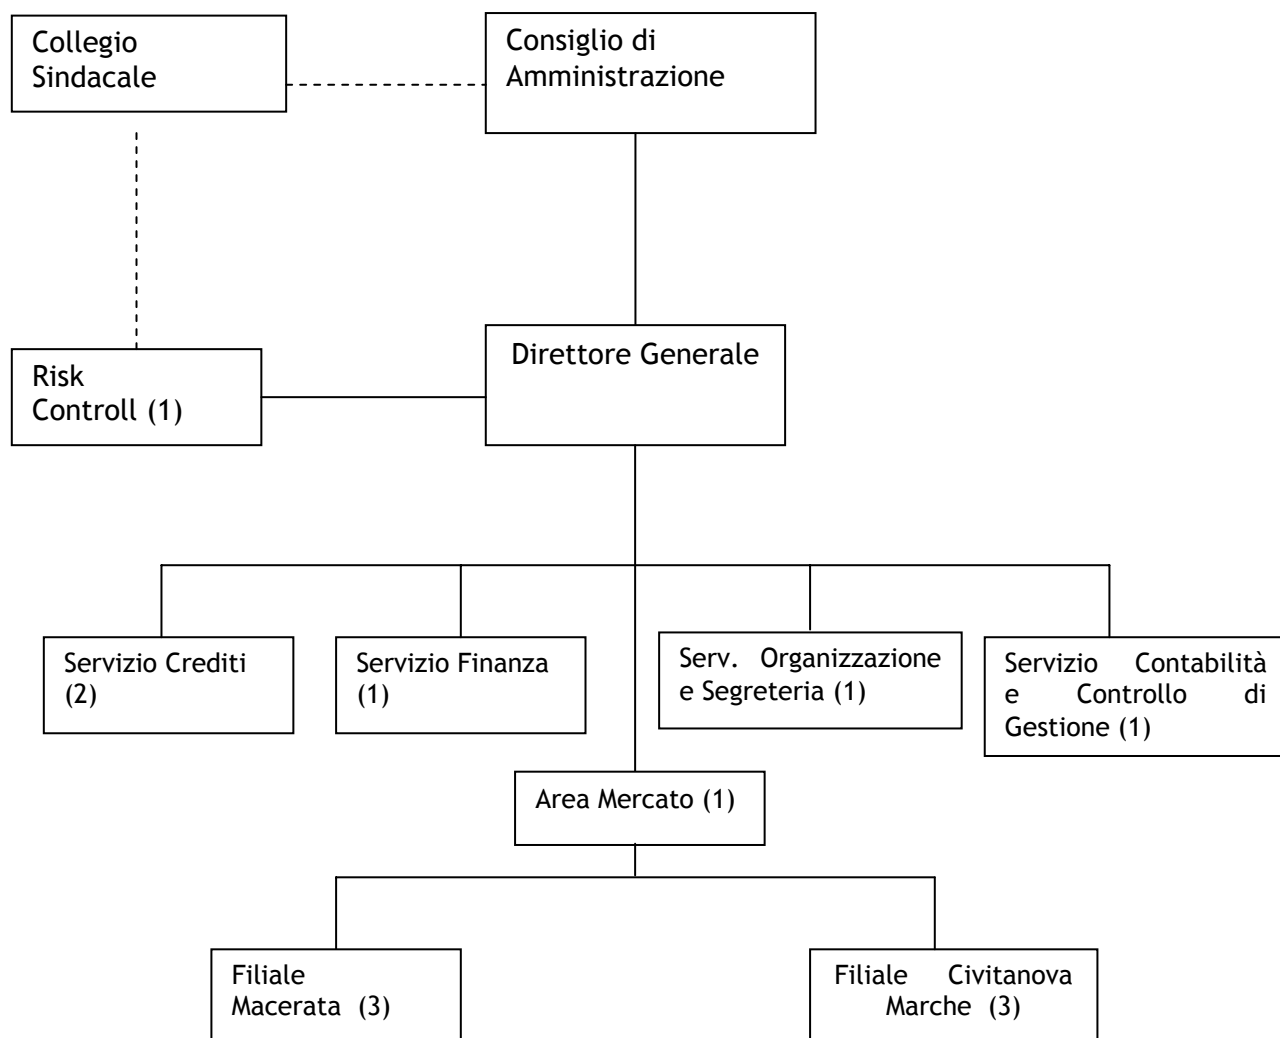 Collegio
Sindacale
Consiglio di
Amministrazione
Direttore Generale
Risk
Controll (1)
Servizio Crediti
(2)
Servizio Finanza
(1)
Serv. Organizzazione
e Segreteria (1)
Servizio Contabilità
e Controllo di
Gestione (1)
Area Mercato (1)
Filiale
Macerata (3)
Filiale Civitanova
Marche (3)